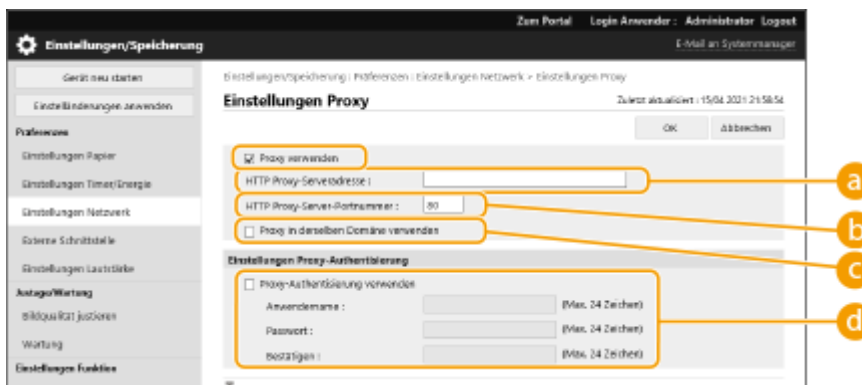 Zum Portal Login Anwender : Administrator Logout
Einstellungen/Speicherung E-Mail an Systemmanager
Gerät neu starten
Einstelländerungen anwenden
Präferenzen
Einstellungen Papier
Einstellungen Timer/Energie
Einstellungen Netzwerk
Externe Schnittstelle
Einstellungen Lautstärke
Justage/Wartung
Bildqualität justieren
Wartung
Einstellungen Funktion
Einstellungen/Speicherung : Präferenzen : Einstellungen Netzwerk > Einstellungen Proxy
Einstellungen Proxy
Zuletzt aktualisiert : 15/04 2021 21:58:54
OK Abbrechen
Proxy verwenden
HTTP Proxy-Serveradresse : a
HTTP Proxy-Server-Portnummer : 80 b
Proxy in derselben Domäne verwenden c
Einstellungen Proxy-Authentisierung
Proxy-Authentisierung verwenden
Anwendername : (Max. 24 Zeichen)
Passwort : (Max. 24 Zeichen) d
Bestätigen : (Max. 24 Zeichen)